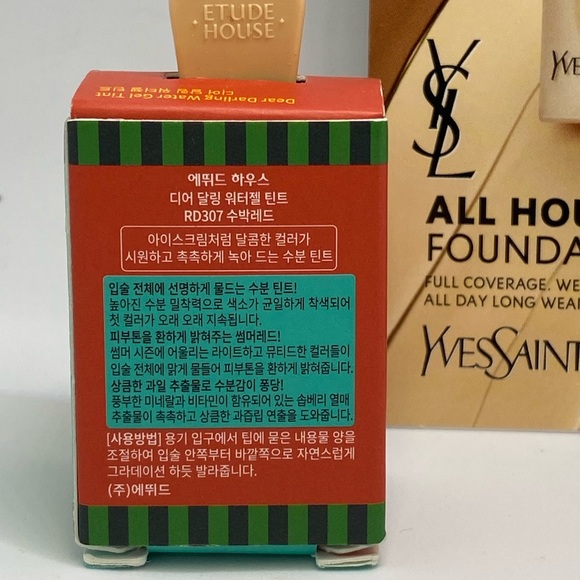 ETUDE
HOUSE
Dear Darling Water Gel Tint
디어 달링 워터젤 틴트
에뛰드 하우스
디어 달링 워터젤 틴트
RD307 수박레드
아이스크림처럼 달콤한 컬러가
시원하고 촉촉하게 녹아 드는 수분 틴트
입술 전체에 선명하게 물드는 수분 틴트!
높아진 수분 밀착력으로 색소가 균일하게 착색되어
첫 컬러가 오래 오래 지속됩니다.
피부톤을 환하게 밝혀주는 썸머레드!
썸머 시즌에 어울리는 라이트하고 뮤티드한 컬러들이
입술 전체에 맑게 물들어 피부톤을 환하게 밝혀줍니다.
상큼한 과일 추출물로 수분감이 퐁당!
풍부한 미네랄과 비타민이 함유되어 있는 솝베리 열매
추출물이 촉촉하고 상큼한 과즙립 연출을 도와줍니다.
[사용방법] 용기 입구에서 팁에 묻은 내용물 양을
조절하여 입술 안쪽부터 바깥쪽으로 자연스럽게
그라데이션 하듯 발라줍니다.
(주)에뛰드
YVE
YSL
ALL HOU
FOUNDA
FULL COVERAGE. WE
ALL DAY LONG WEAR
YVESSAINT